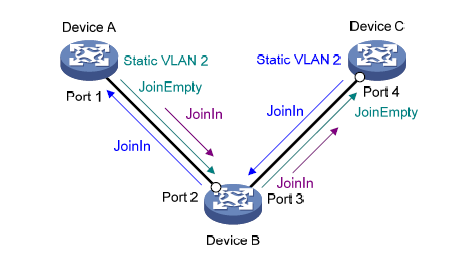 Device A
Device C
Static VLAN 2
Static VLAN 2
JoinEmpty
Port 1
Port 4
JoinIn
JoinIn
JoinEmpty
JoinIn
JoinIn
Port 2
Port 3
Device B